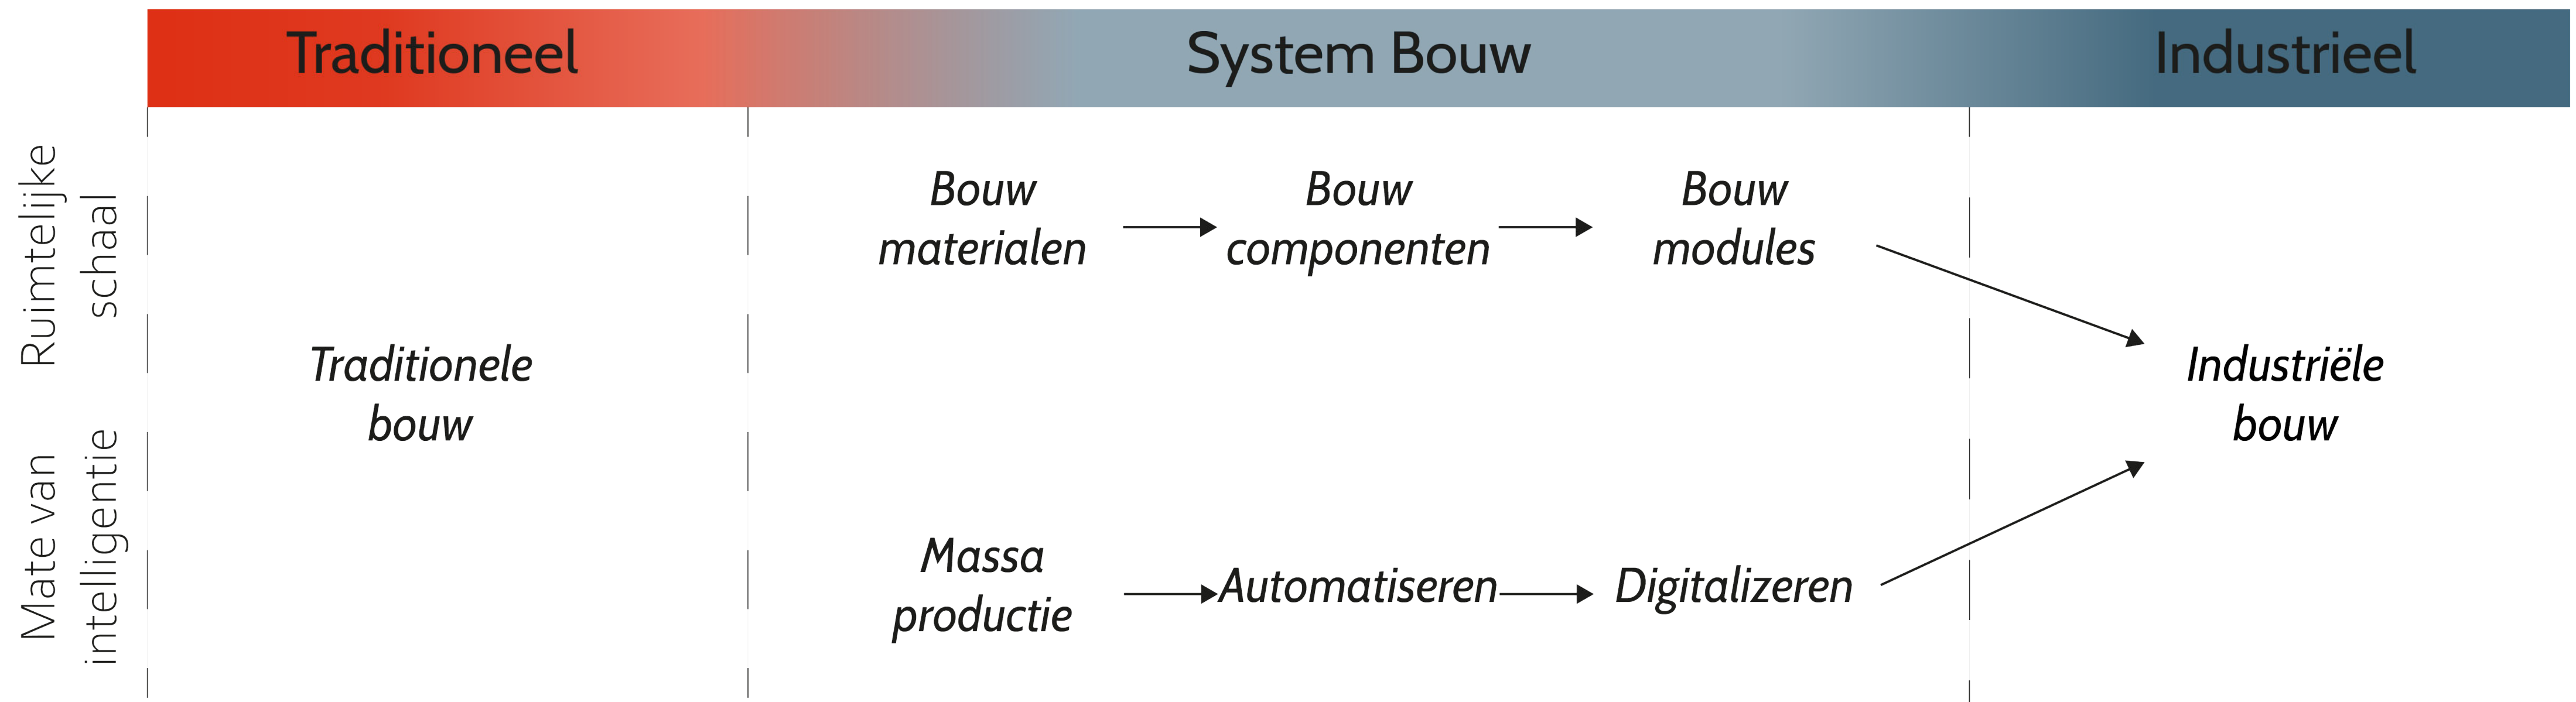 Traditioneel
System Bouw
Industrieel
Ruimtelijke
schaal
Mate van
intelligentie
Traditionele
bouw
Bouw
materialen
Bouw
componenten
Bouw
modules
Massa
productie
Automatiseren
Digitalizeren
Industriële
bouw